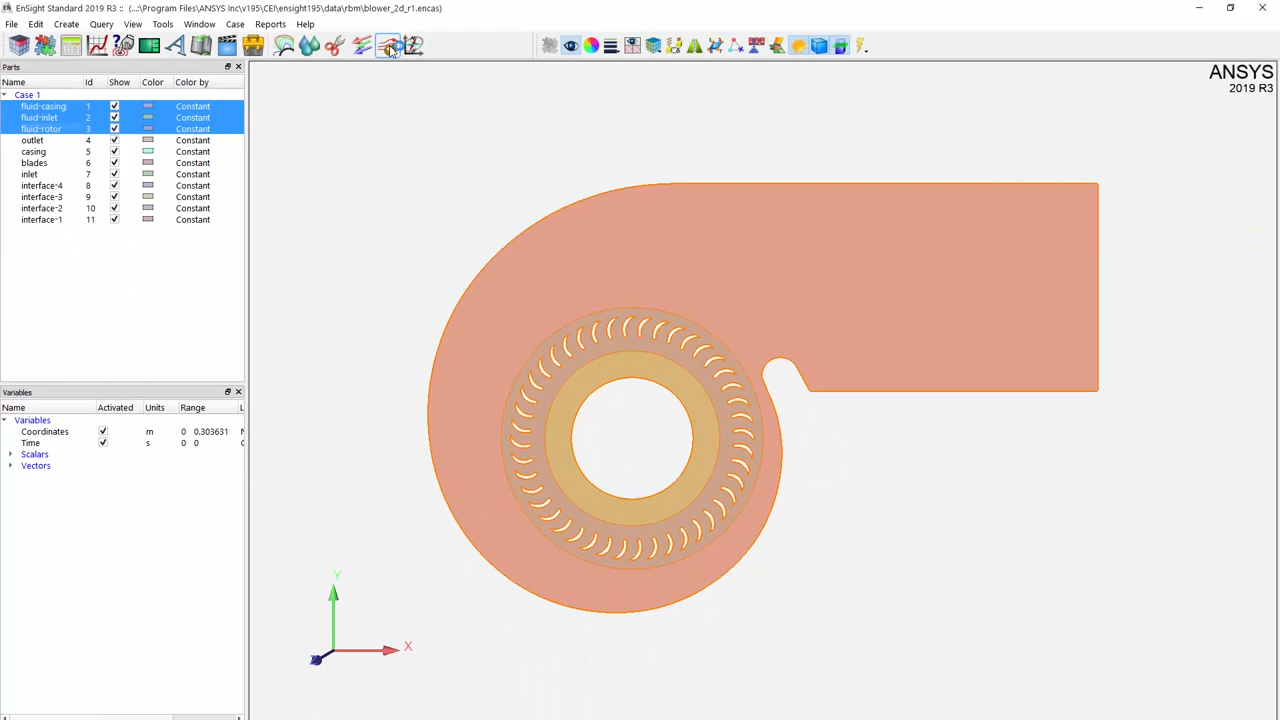 EnSight Standard 2019 R3 :: (...\Program Files\ANSYS Inc\v195\CEI\ensight195\data\rbm\blower_2d_r1.encas)
File Edit Create Query View Tools Window Case Reports Help
Parts
Name Id Show Color Color by
Case 1
fluid-casing 1 Constant
fluid-inlet 2 Constant
fluid-rotor 3 Constant
outlet 4 Constant
casing 5 Constant
blades 6 Constant
inlet 7 Constant
interface-4 8 Constant
interface-3 9 Constant
interface-2 10 Constant
interface-1 11 Constant
Variables
Name Activated Units Range
Variables
Coordinates m 0 0.303631
Time s 0 0
Scalars
Vectors
ANSYS
2019 R3
Y
X